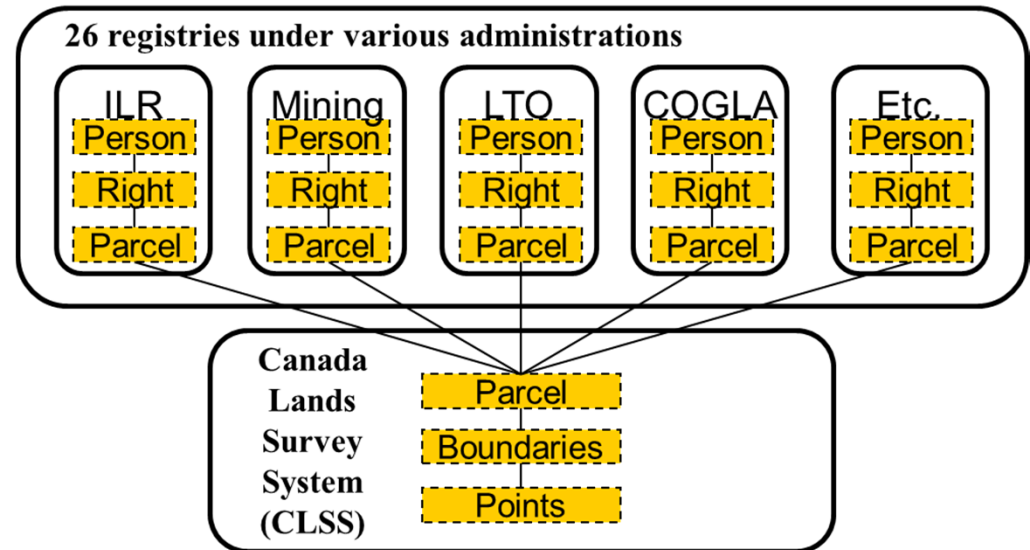 26 registries under various administrations
ILR
Person
Right
Parcel
Mining
Person
Right
Parcel
LTO
Person
Right
Parcel
COGLA
Person
Right
Parcel
Etc.
Person
Right
Parcel
Canada
Lands
Survey
System
(CLSS)
Parcel
Boundaries
Points